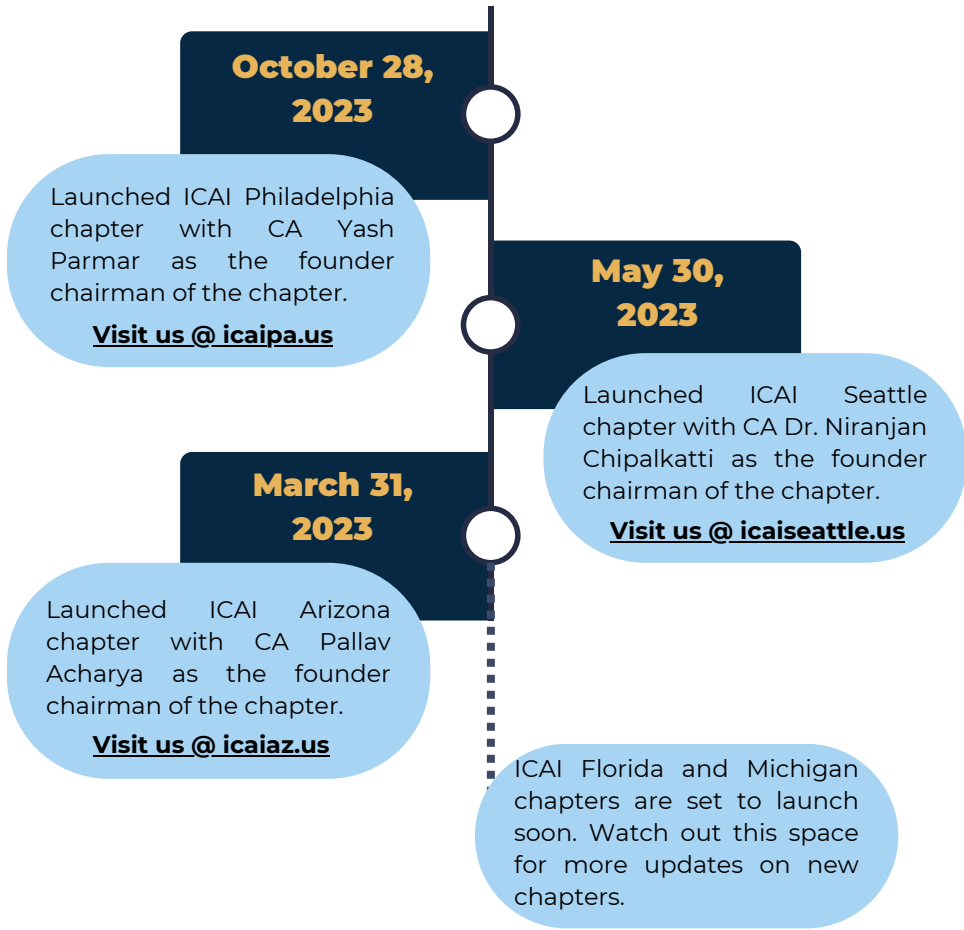 October 28,
2023
Launched ICAI Philadelphia
chapter with CA Yash
Parmar as the founder
chairman of the chapter.
Visit us @ icaipa.us
May 30,
2023
Launched ICAI Seattle
chapter with CA Dr. Niranjan
Chipalkatti as the founder
chairman of the chapter.
Visit us @ icaiseattle.us
March 31,
2023
Launched ICAI Arizona
chapter with CA Pallav
Acharya as the founder
chairman of the chapter.
Visit us @ icaiaz.us
ICAI Florida and Michigan
chapters are set to launch
soon. Watch out this space
for more updates on new
chapters.